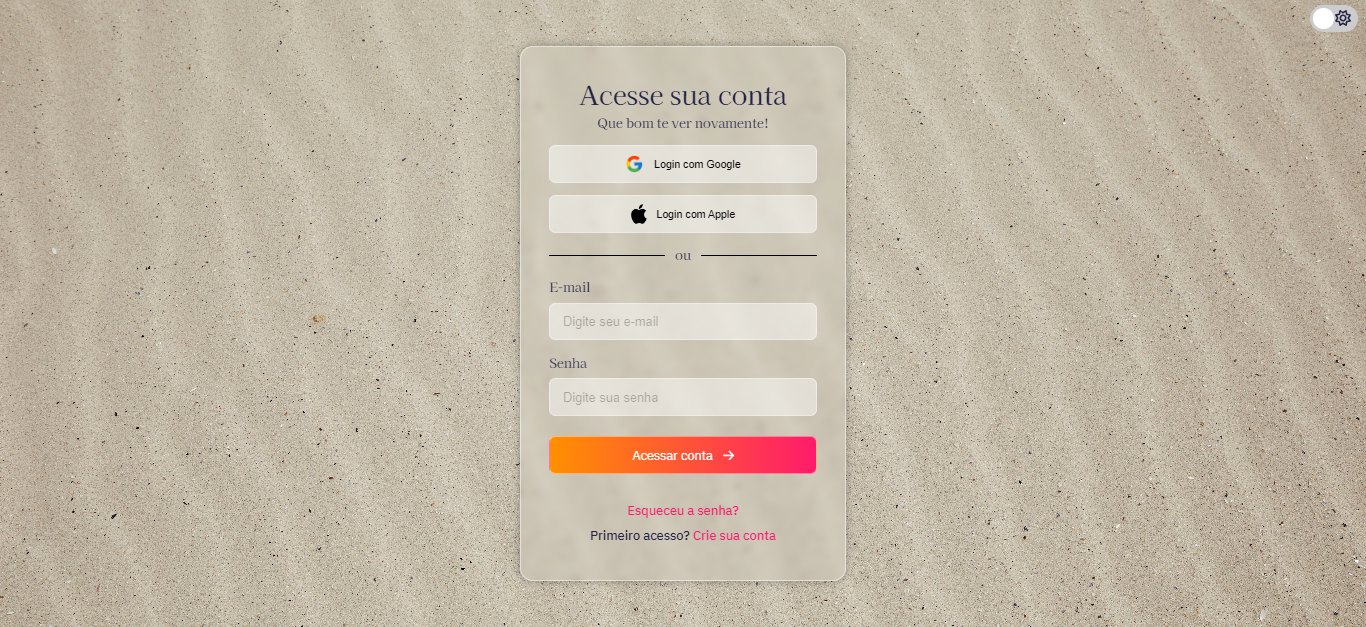 Acesse sua conta
Que bom te ver novamente!
Login com Google
Login com Apple
ou
E-mail
Digite seu e-mail
Senha
Digite sua senha
Acessar conta
Esqueceu a senha?
Primeiro acesso? Crie sua conta